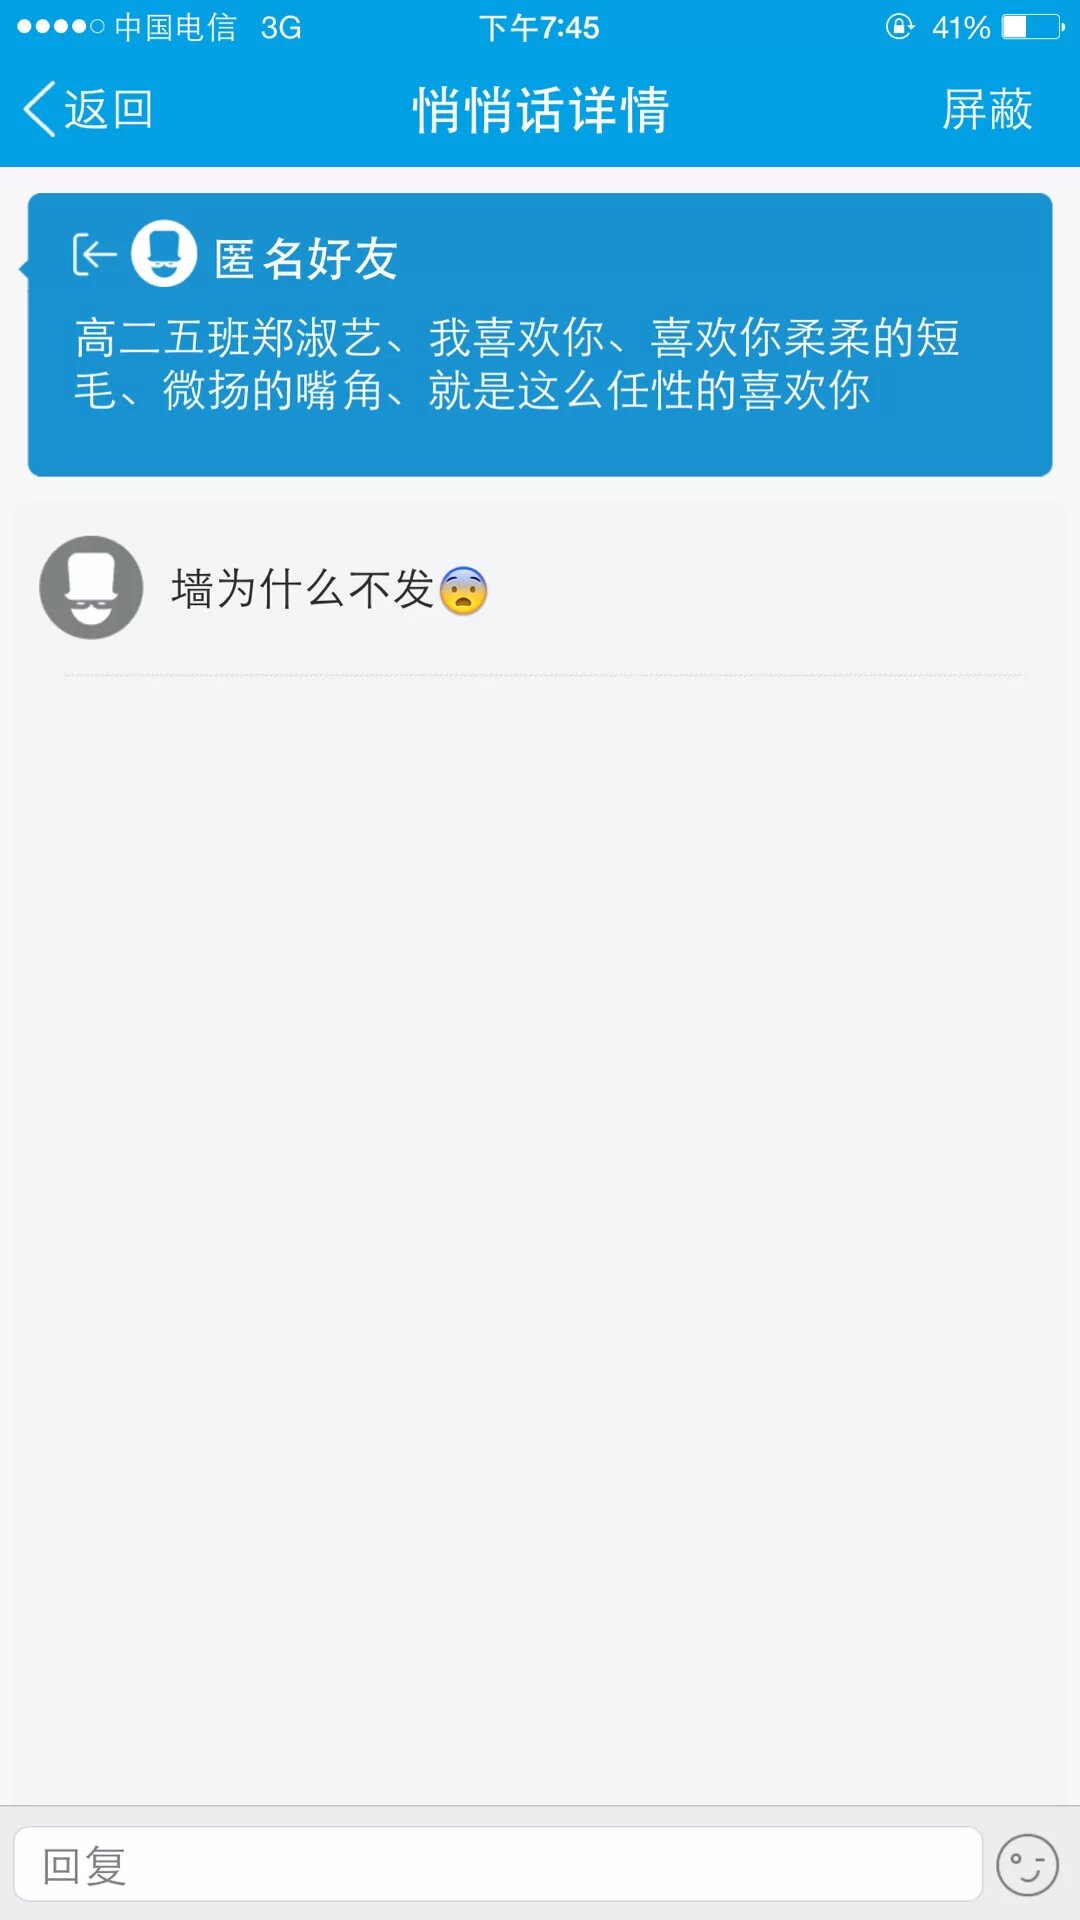 中国电信 3G 下午7:45 41%
返回 悄悄话详情 屏蔽
匿名好友
高二五班郑淑艺、我喜欢你、喜欢你柔柔的短
毛、微扬的嘴角、就是这么任性的喜欢你
墙为什么不发😨
回复